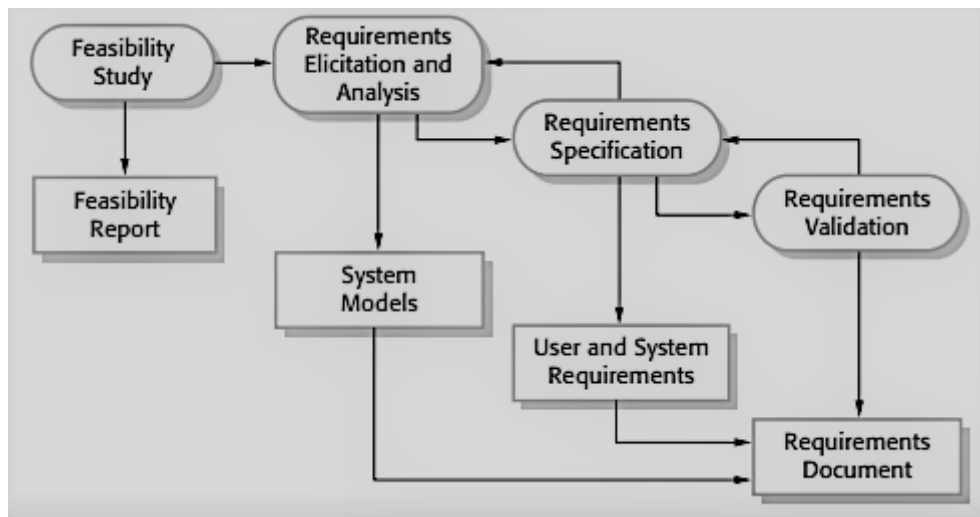 Feasibility
Study
Requirements
Elicitation and
Analysis
Requirements
Specification
Requirements
Validation
Feasibility
Report
System
Models
User and System
Requirements
Requirements
Document